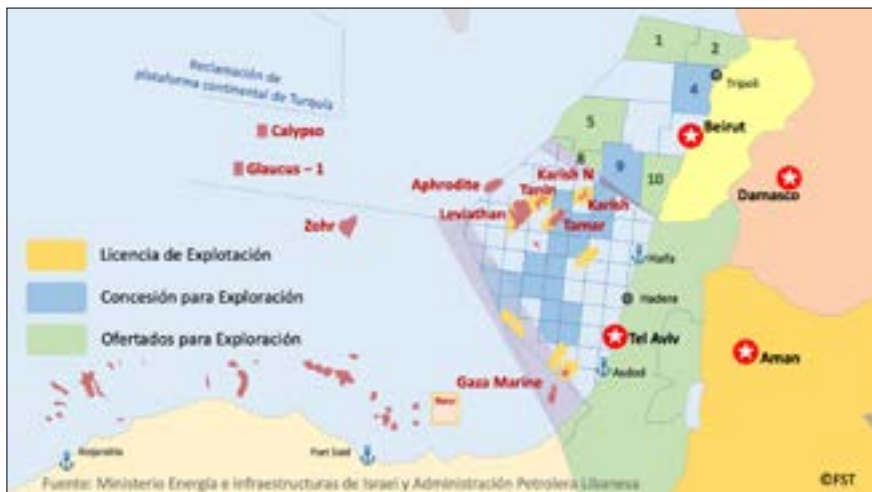 Reclamación de
plataforma continental de Turquía
Calypso
Glaucus – 1
Zohr
Aphrodite
Leviathan
Tanin
Karish N
Karish
Tamar
1
2
4
5
8
9
10
Tripoli
Beirut
Damasco
Haifa
Hadera
Tel Aviv
Asdod
Aman
Gaza Marine
Licencia de Explotación
Concesión para Exploración
Ofertados para Exploración
Alejandría
Port Said
Fuente: Ministerio Energía e Infraestructuras de Israel y Administración Petrolera Libanesa
©FST